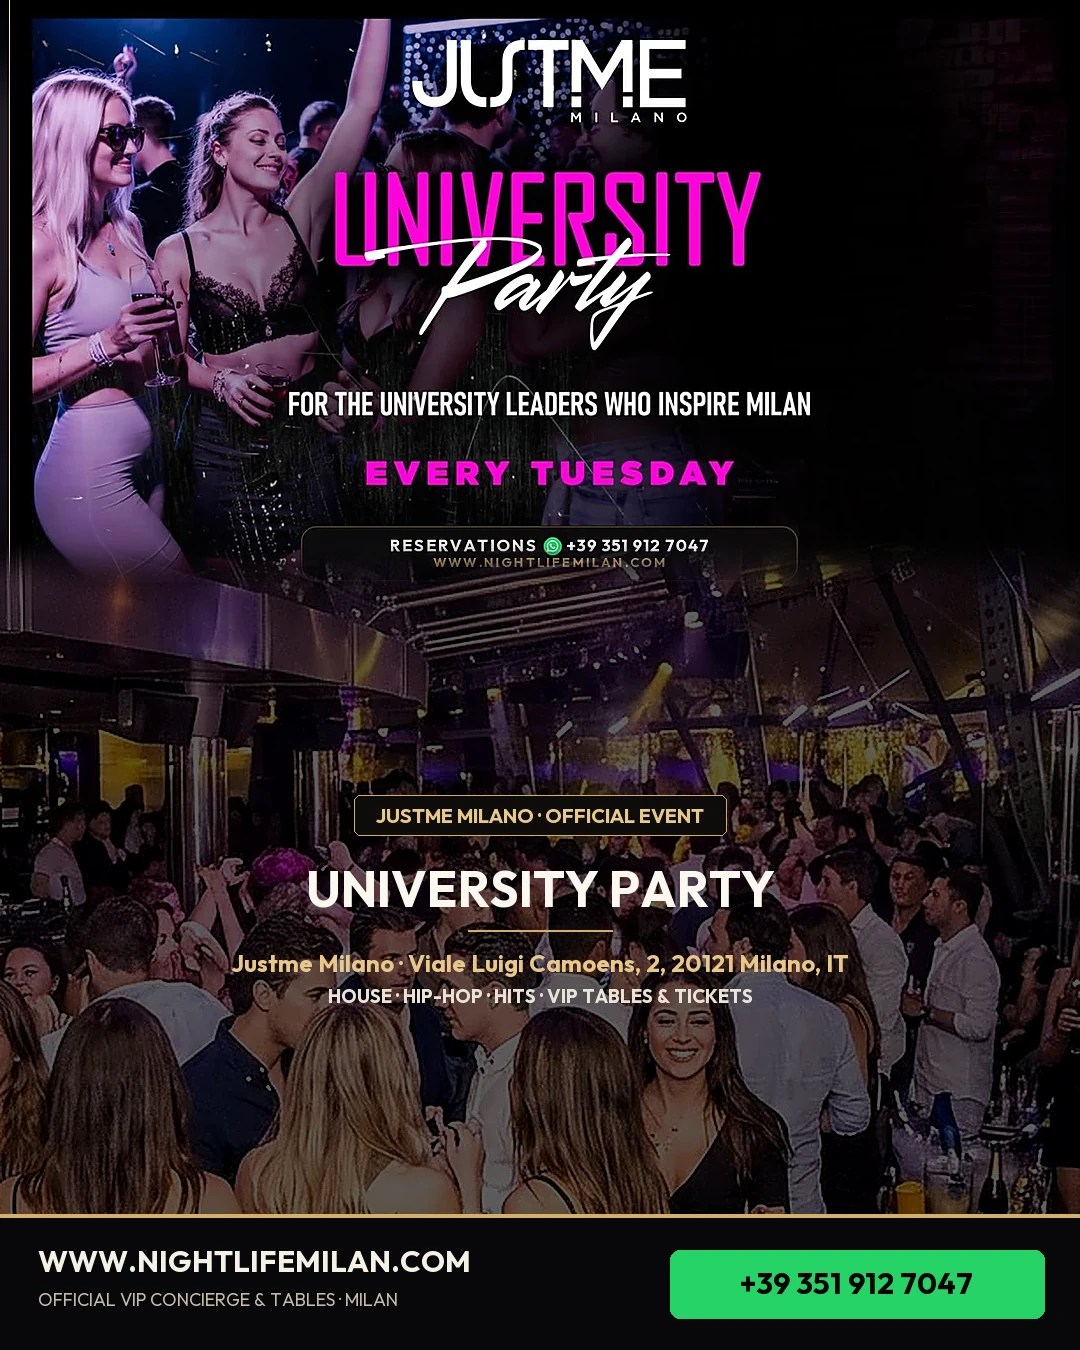 JUSTME
MILANO
UNIVERSITY
Party
FOR THE UNIVERSITY LEADERS WHO INSPIRE MILAN
EVERY TUESDAY
RESERVATIONS +39 351 912 7047
WWW.NIGHTLIFEMILAN.COM
JUSTME MILANO · OFFICIAL EVENT
UNIVERSITY PARTY
Justme Milano · Viale Luigi Camoens, 2, 20121 Milano, IT
HOUSE · HIP-HOP · HITS · VIP TABLES & TICKETS
WWW.NIGHTLIFEMILAN.COM
OFFICIAL VIP CONCIERGE & TABLES · MILAN
+39 351 912 7047